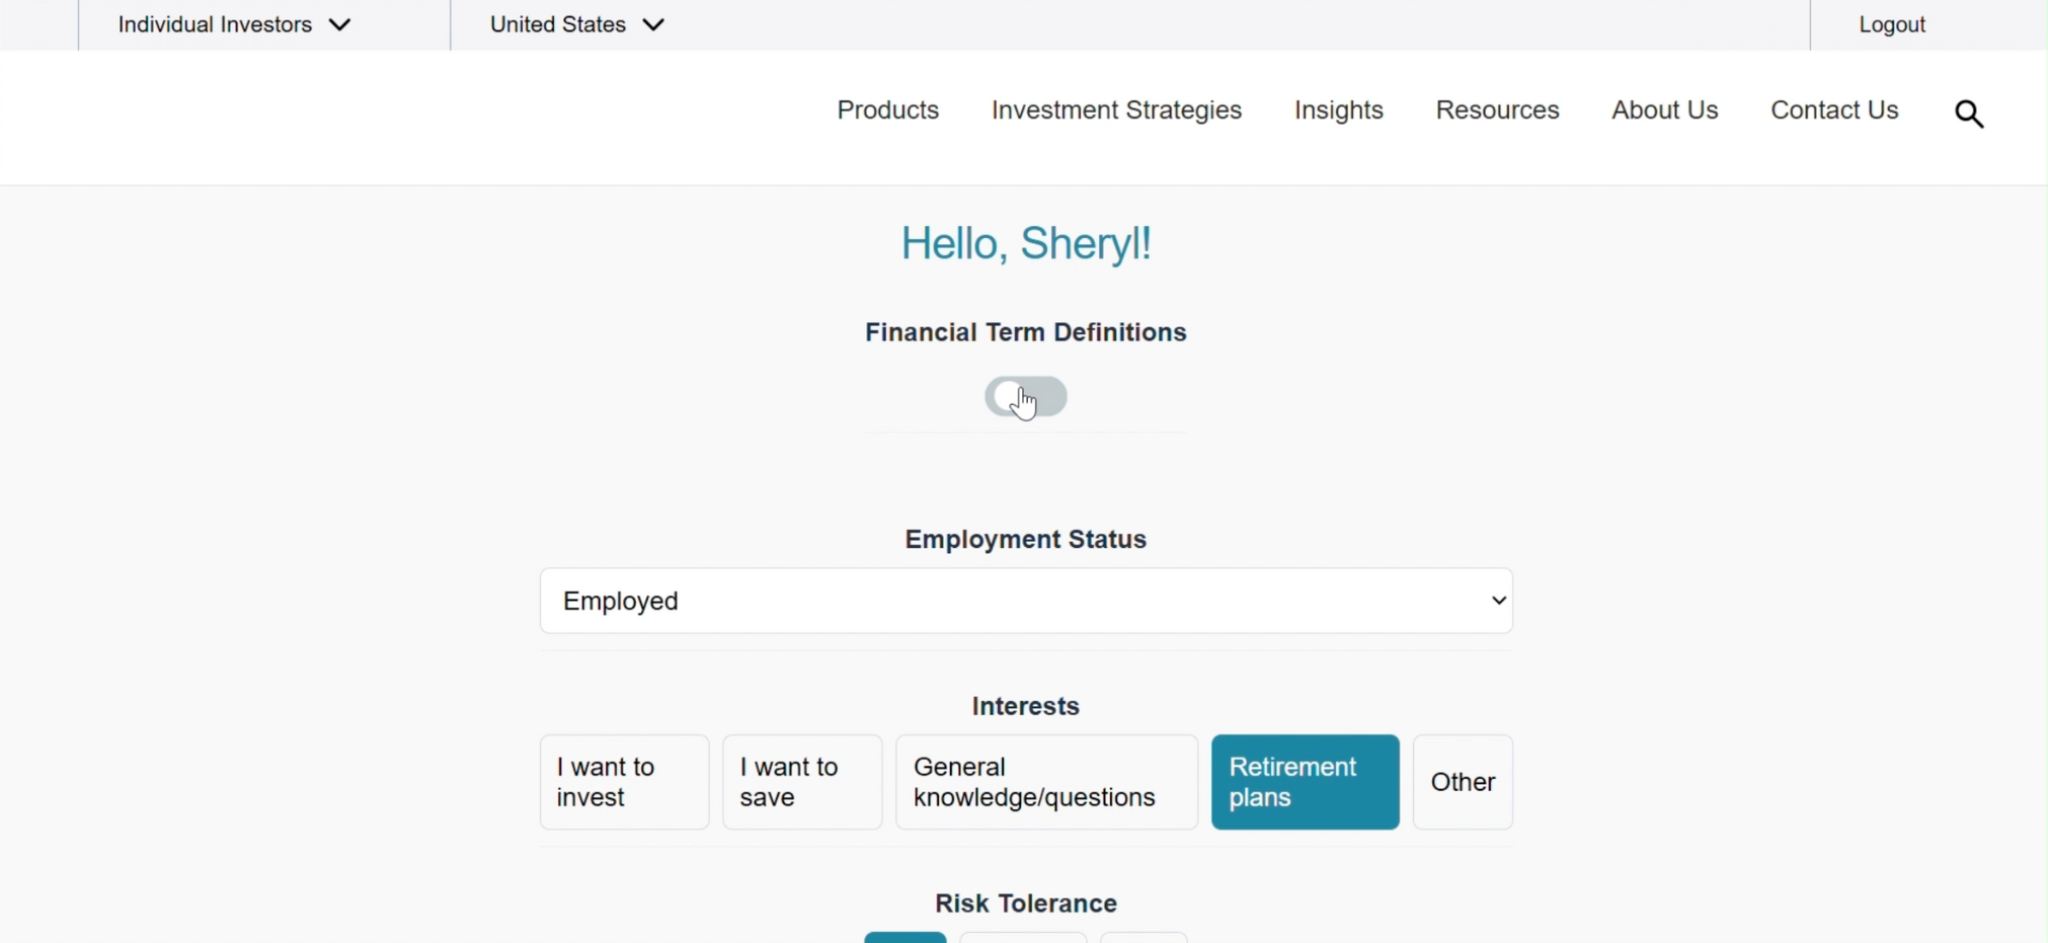 Individual Investors
United States
Logout
Products
Investment Strategies
Insights
Resources
About Us
Contact Us
Hello, Sheryl!
Financial Term Definitions
Employment Status
Employed
Interests
I want to
invest
I want to
save
General
knowledge/questions
Retirement
plans
Other
Risk Tolerance